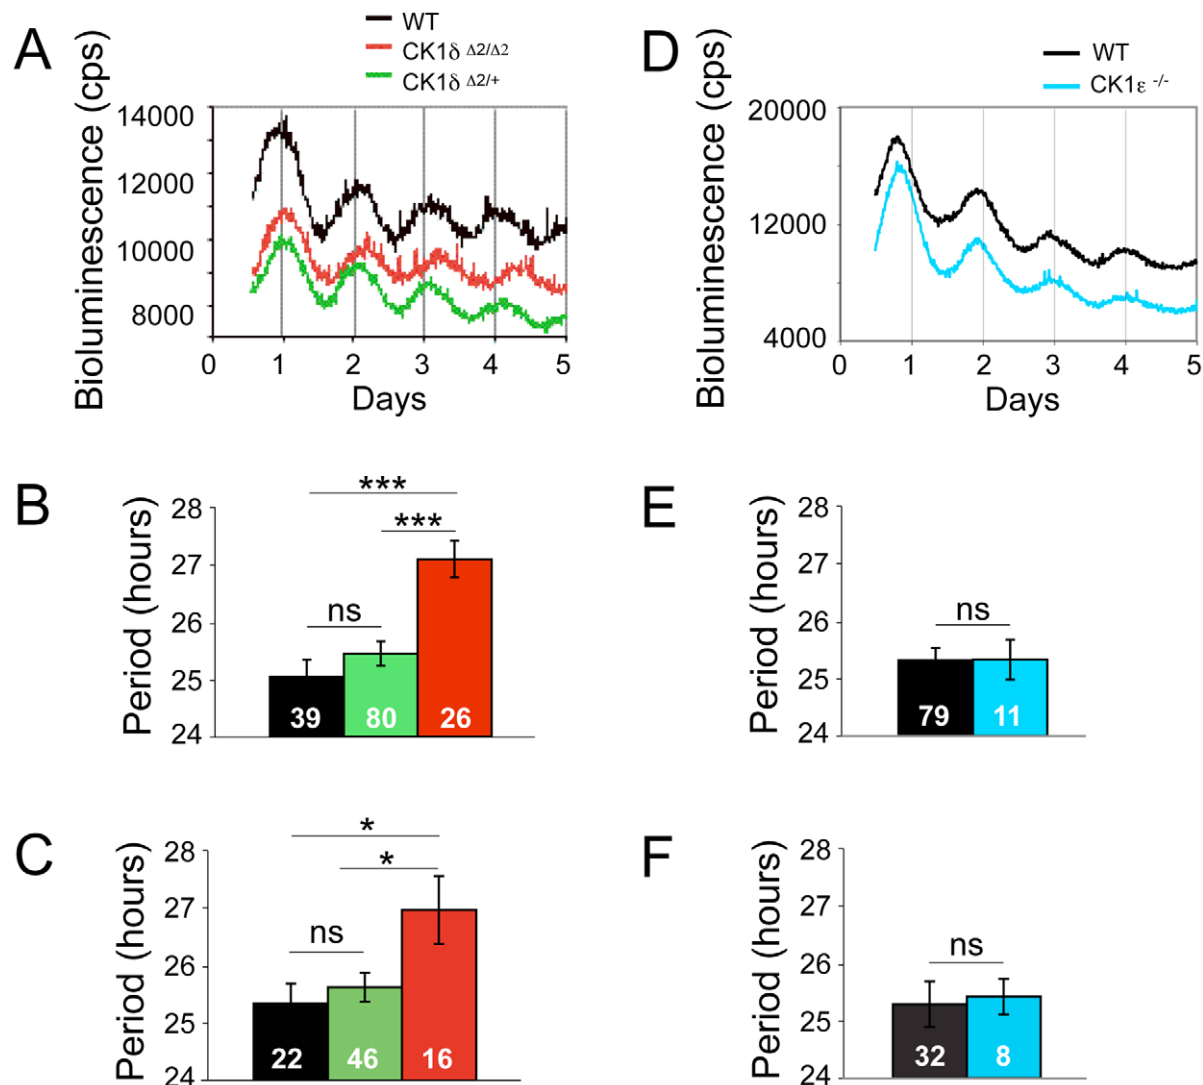 A
WT
CK1δ Δ2/Δ2
CK1δ Δ2/+
Bioluminescence (cps)
14000
12000
10000
8000
0 1 2 3 4 5
Days
D
WT
CK1ε -/-
Bioluminescence (cps)
20000
12000
4000
0 1 2 3 4 5
Days
B
Period (hours)
28
27
26
25
24
***
***
ns
39 80 26
E
Period (hours)
28
27
26
25
24
ns
79 11
C
Period (hours)
28
27
26
25
24
*
*
ns
22 46 16
F
Period (hours)
28
27
26
25
24
ns
32 8